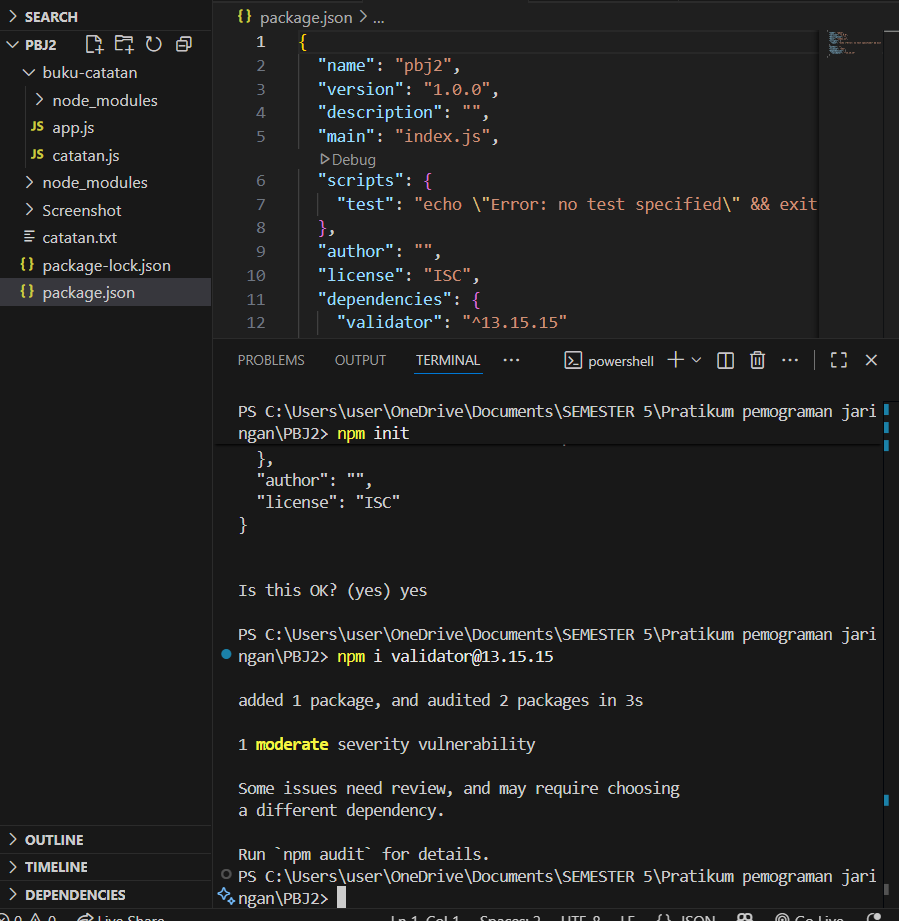 SEARCH
PBJ2
buku-catatan
node_modules
JS app.js
JS catatan.js
node_modules
Screenshot
catatan.txt
{} package-lock.json
{} package.json
OUTLINE
TIMELINE
DEPENDENCIES
{} package.json > ...
1 {
2 "name": "pbj2",
3 "version": "1.0.0",
4 "description": "",
5 "main": "index.js",
Debug
6 "scripts": {
7 "test": "echo \"Error: no test specified\" && exit
8 },
9 "author": "",
10 "license": "ISC",
11 "dependencies": {
12 "validator": "^13.15.15"
PROBLEMS OUTPUT TERMINAL ... powershell
PS C:\Users\user\OneDrive\Documents\SEMESTER 5\Pratikum pemograman jari
ngan\PBJ2> npm init
},
"author": "",
"license": "ISC"
}
Is this OK? (yes) yes
PS C:\Users\user\OneDrive\Documents\SEMESTER 5\Pratikum pemograman jari
ngan\PBJ2> npm i validator@13.15.15
added 1 package, and audited 2 packages in 3s
1 moderate severity vulnerability
Some issues need review, and may require choosing
a different dependency.
Run `npm audit` for details.
PS C:\Users\user\OneDrive\Documents\SEMESTER 5\Pratikum pemograman jari
ngan\PBJ2>
0 0 Live Share Ln 1, Col 1 Spaces: 2 UTF-8 LF {} JSON Go Live